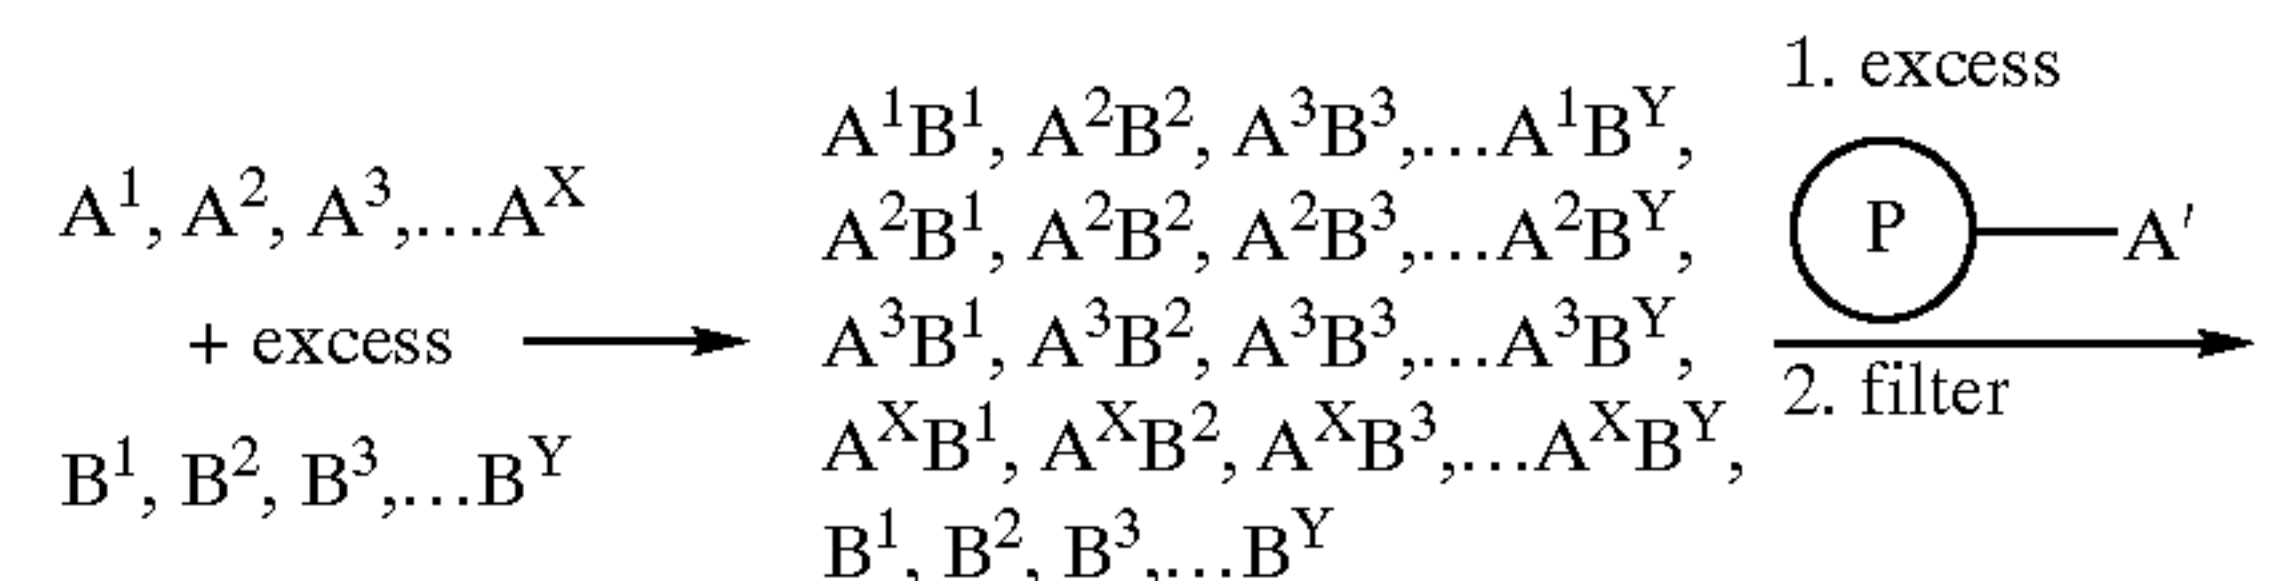 A¹, A², A³,...Aˣ
+ excess
B¹, B², B³,...Bʸ
A¹B¹, A²B², A³B³,...A¹Bʸ,
A²B¹, A²B², A²B³,...A²Bʸ,
A³B¹, A³B², A³B³,...A³Bʸ,
AˣB¹, AˣB², AˣB³,...AˣBʸ,
B¹, B², B³,...Bʸ
1. excess
P
A′
2. filter